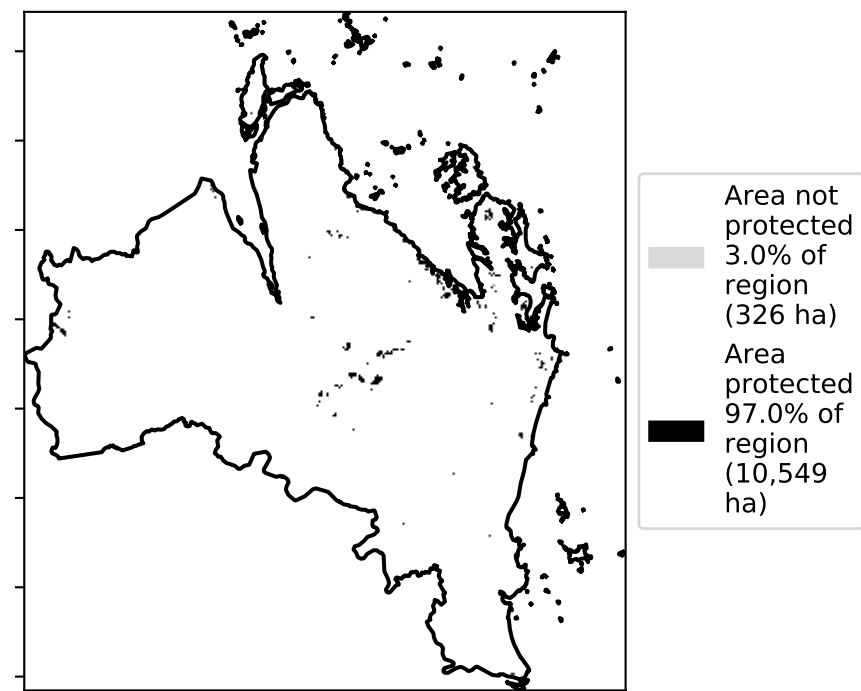 Area not
protected
3.0% of
region
(326 ha)
Area
protected
97.0% of
region
(10,549
ha)